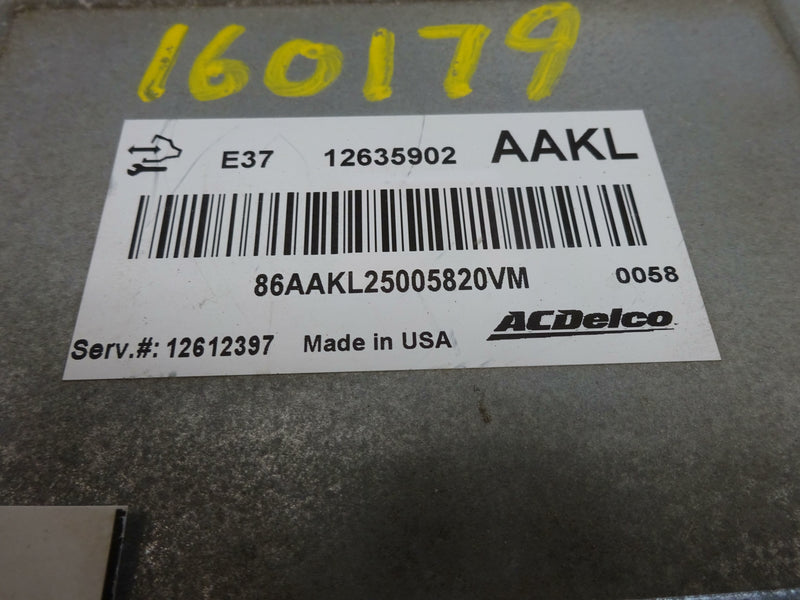 160179
E37 12635902 AAKL
86AAKL25005820VM 0058
Serv.#: 12612397 Made in USA ACDelco